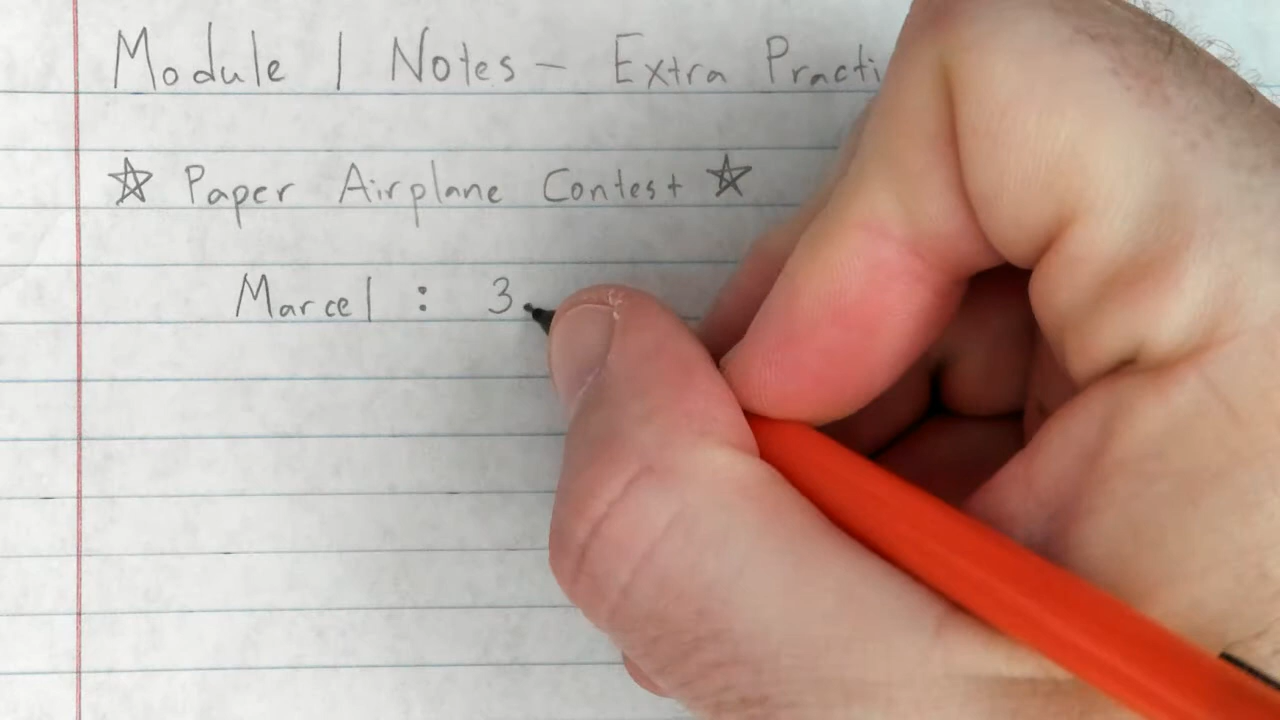 Module 1 Notes - Extra Practi
☆ Paper Airplane Contest ☆
Marcel : 3.